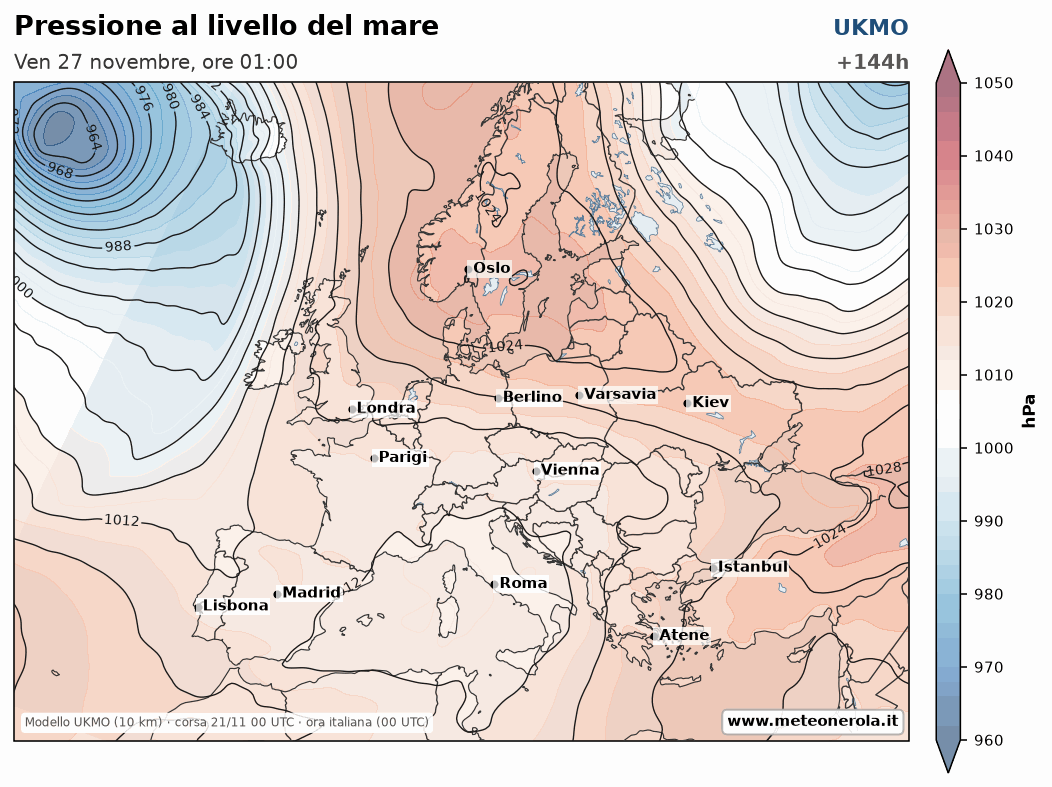 Pressione al livello del mare
UKMO
Ven 27 novembre, ore 01:00
+144h
976
980
984
964
968
988
1024
Oslo
1024
Londra
Berlino
Varsavia
Kiev
Parigi
Vienna
1028
1012
1024
Istanbul
Madrid
Roma
Lisbona
Atene
Modello UKMO (10 km) · corsa 21/11 00 UTC · ora italiana (00 UTC)
www.meteonerola.it
1050
1040
1030
1020
1010
1000
990
980
970
960
hPa